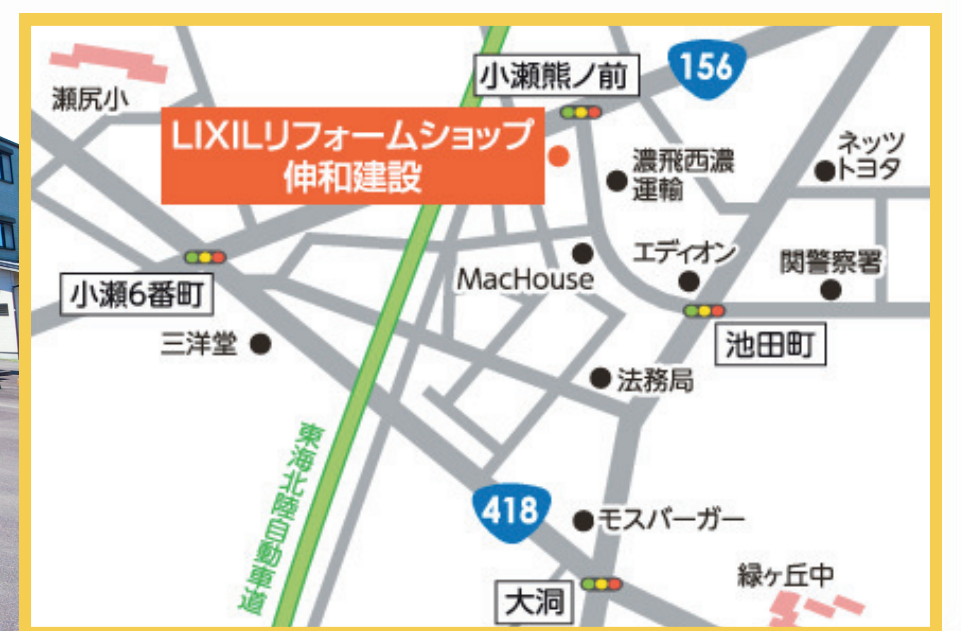 小瀬熊ノ前
156
瀬尻小
LIXILリフォームショップ
伸和建設
ネッツ
トヨタ
濃飛西濃
運輸
MacHouse
エディオン
関警察署
小瀬6番町
三洋堂
池田町
法務局
東海北陸自動車道
418
モスバーガー
大洞
緑ヶ丘中